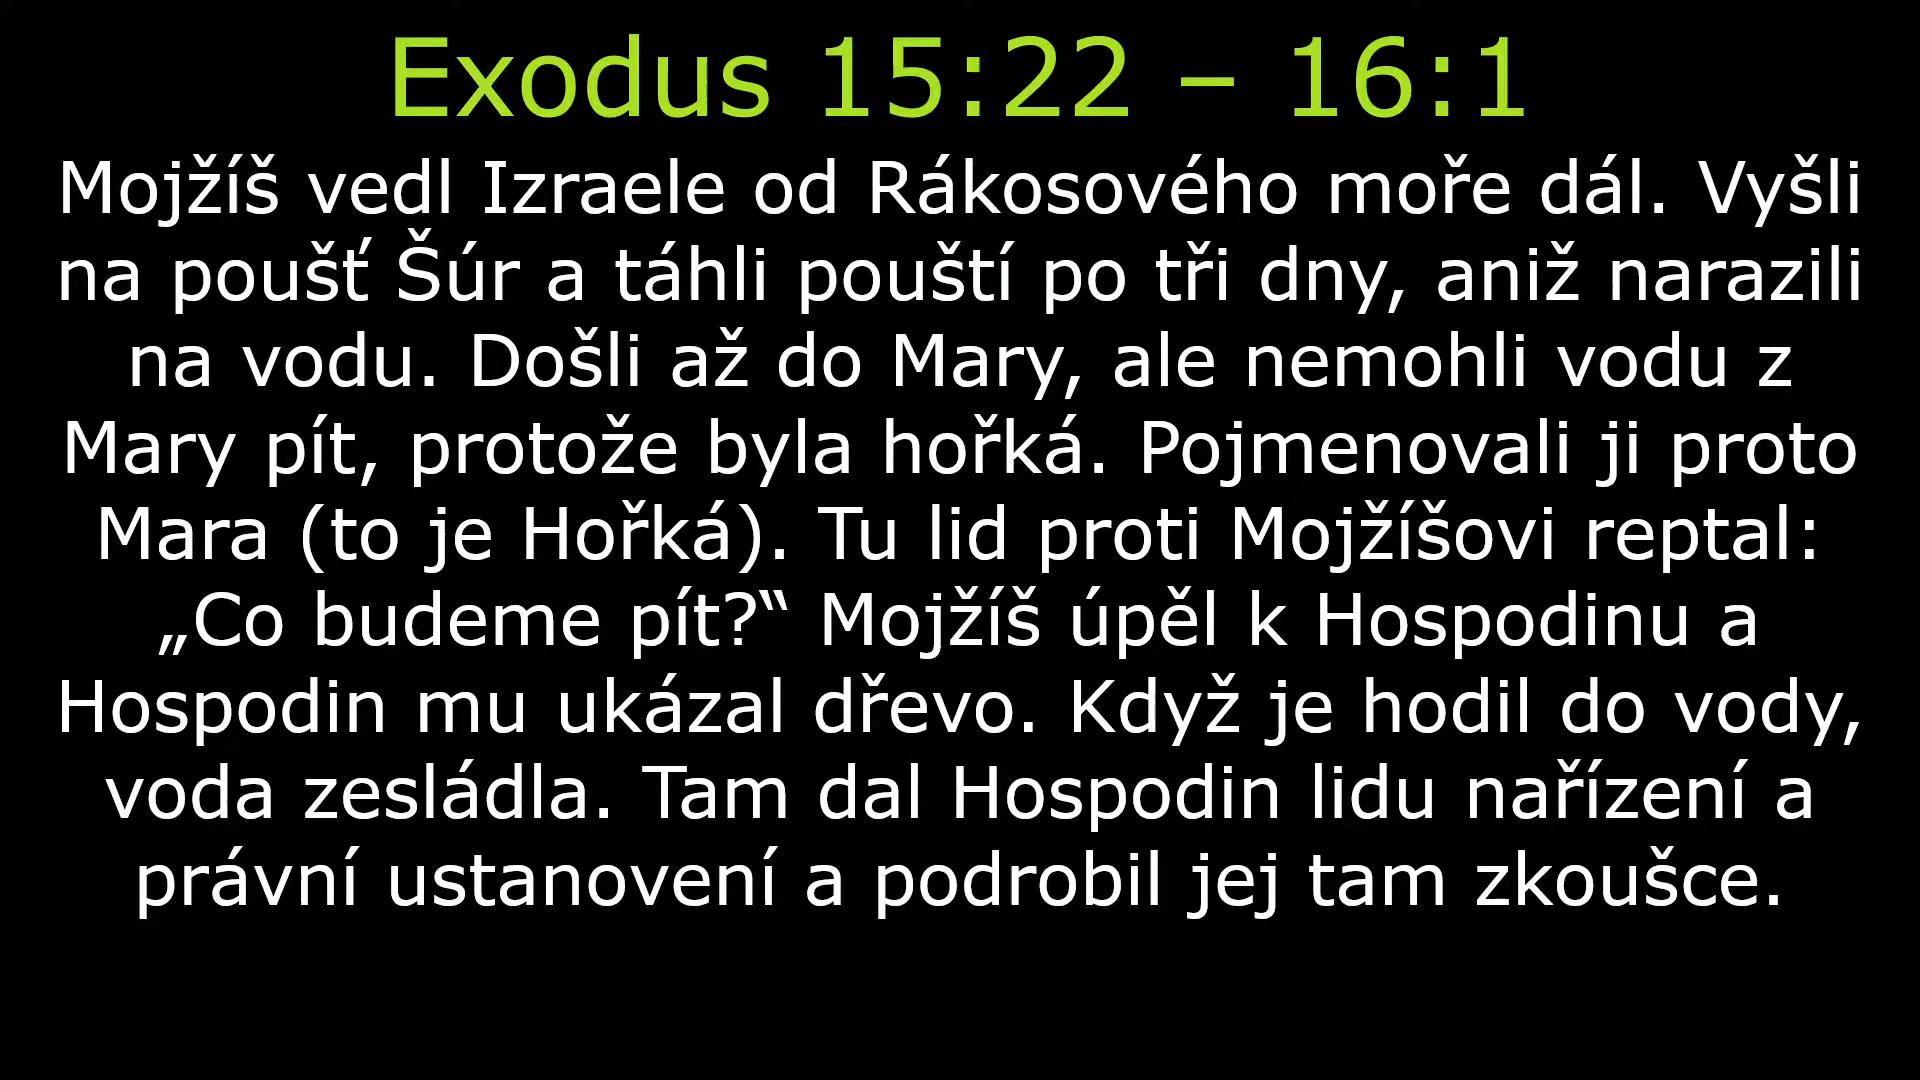 Exodus 15:22 – 16:1
Mojžíš vedl Izraele od Rákosového moře dál. Vyšli
na poušť Šúr a táhli pouští po tři dny, aniž narazili
na vodu. Došli až do Mary, ale nemohli vodu z
Mary pít, protože byla hořká. Pojmenovali ji proto
Mara (to je Hořká). Tu lid proti Mojžíšovi reptal:
„Co budeme pít?“ Mojžíš úpěl k Hospodinu a
Hospodin mu ukázal dřevo. Když je hodil do vody,
voda zesládla. Tam dal Hospodin lidu nařízení a
právní ustanovení a podrobil jej tam zkoušce.